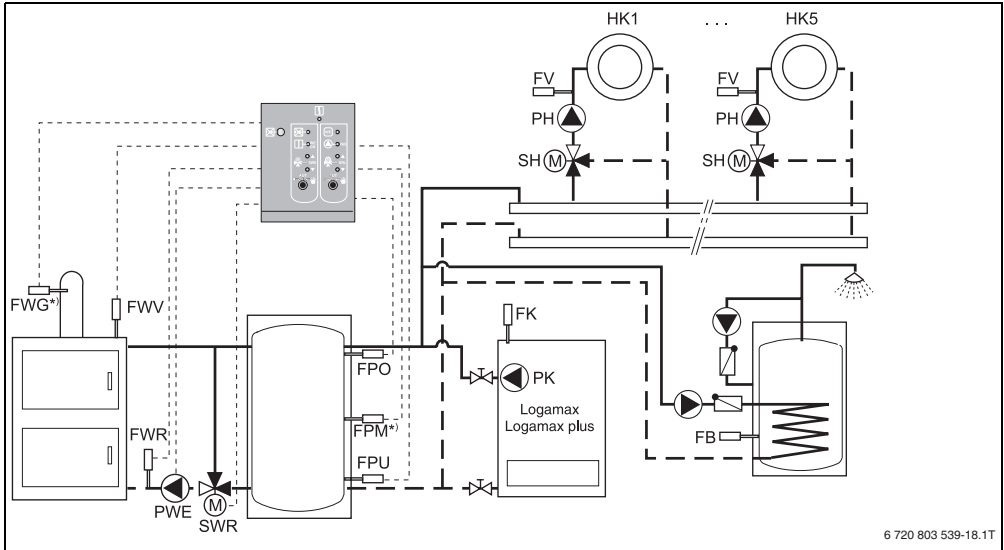 HK1 ... HK5
FV FV
PH PH
SH M SH M
FWG*) FWV
FK
FPO PK
Logamax
Logamax plus
FPM*)
FWR FB
FPU
PWE M
SWR
6 720 803 539-18.1T